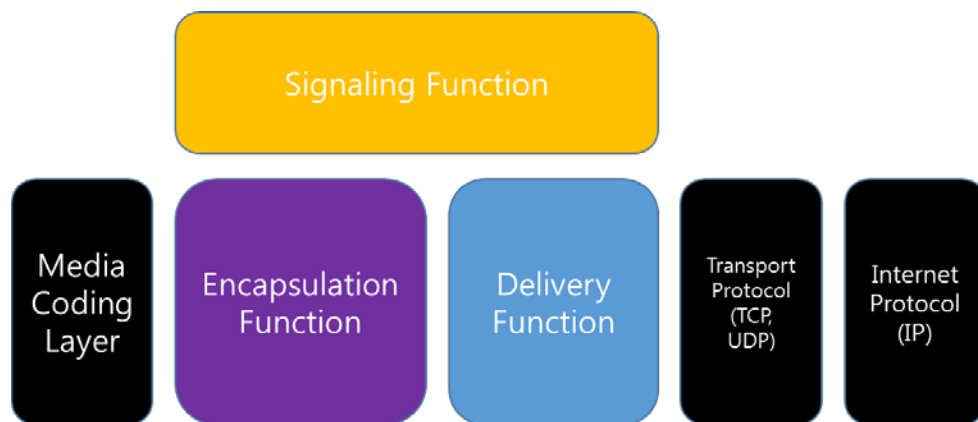 Signaling Function
Media
Coding
Layer
Encapsulation
Function
Delivery
Function
Transport
Protocol
(TCP,
UDP)
Internet
Protocol
(IP)